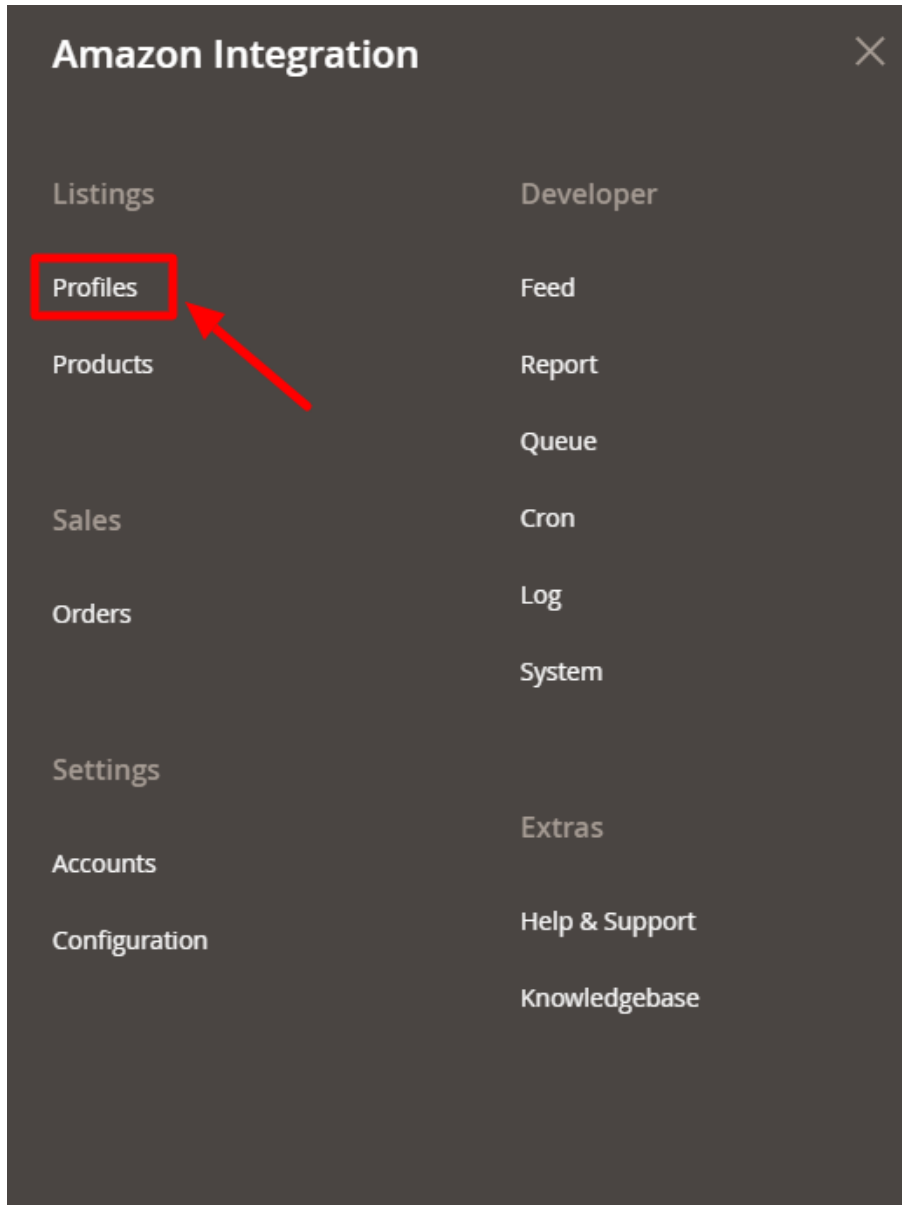 Amazon Integration
Listings
Profiles
Products
Sales
Orders
Settings
Accounts
Configuration
Developer
Feed
Report
Queue
Cron
Log
System
Extras
Help & Support
Knowledgebase